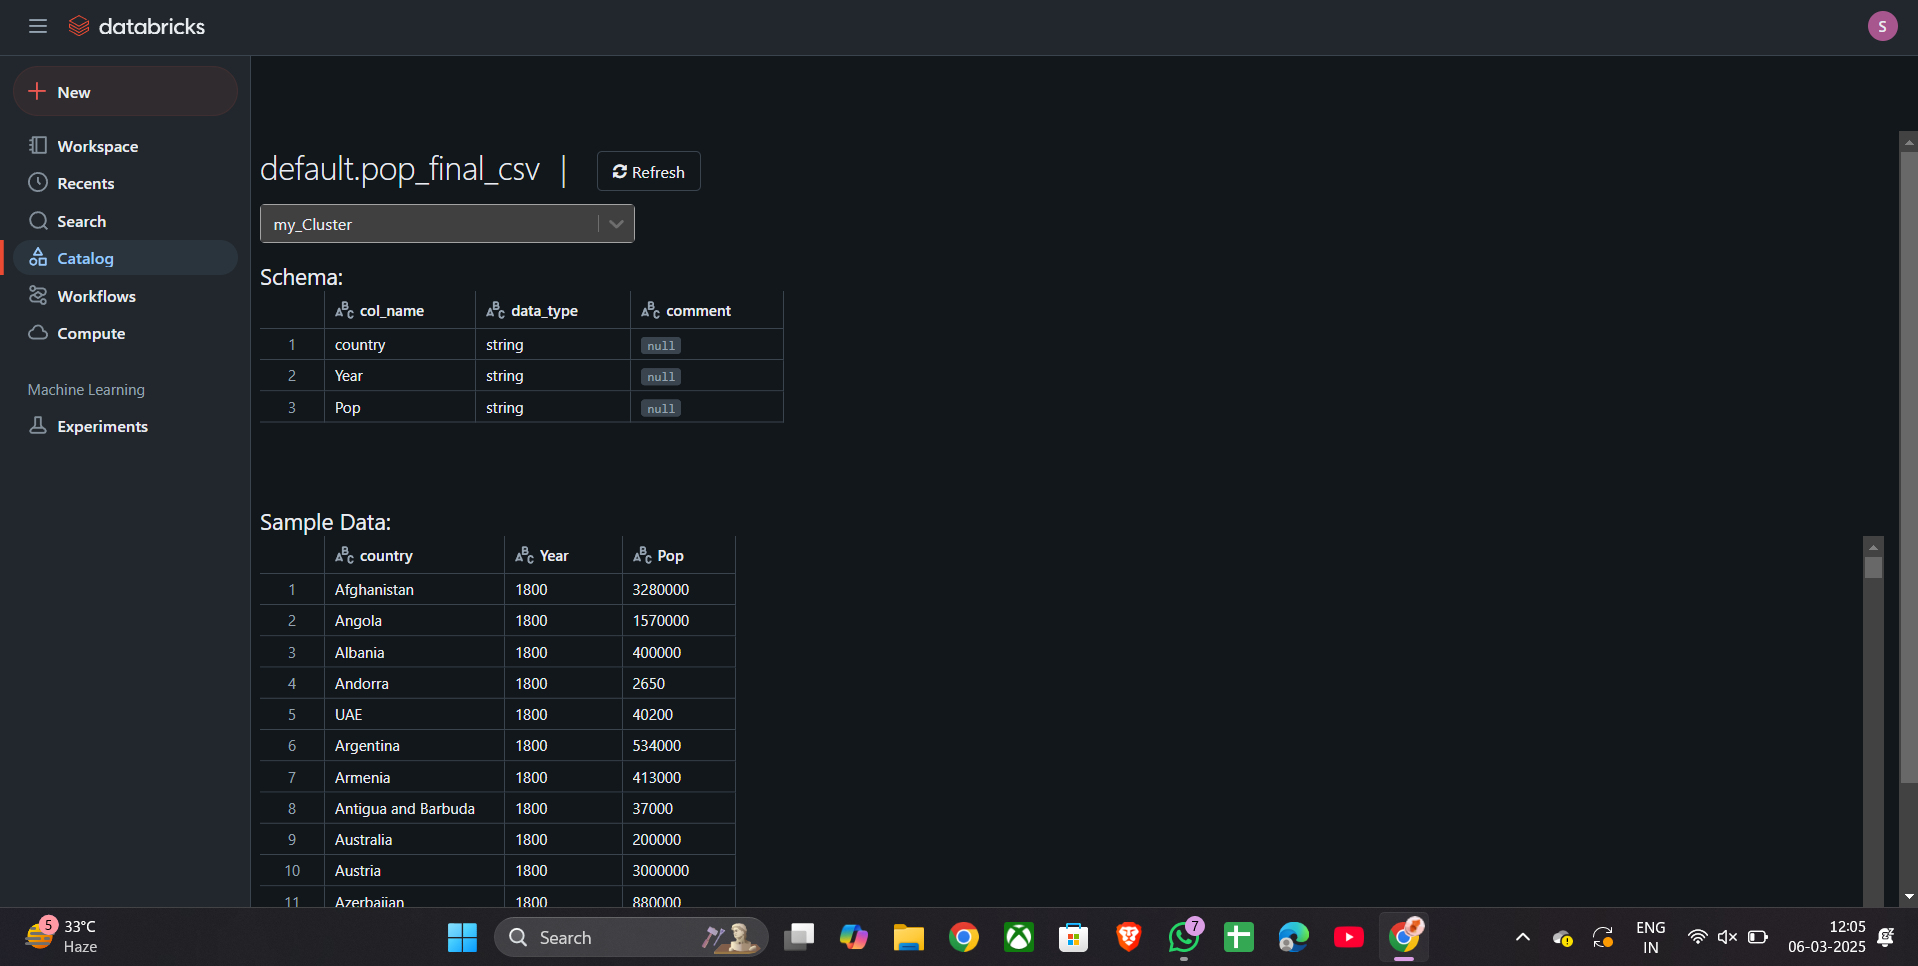 databricks
S
New
Workspace
Recents
Search
Catalog
Workflows
Compute
Machine Learning
Experiments
default.pop_final_csv |
Refresh
my_Cluster
Schema:
col_name data_type comment
1 country string null
2 Year string null
3 Pop string null
Sample Data:
country Year Pop
1 Afghanistan 1800 3280000
2 Angola 1800 1570000
3 Albania 1800 400000
4 Andorra 1800 2650
5 UAE 1800 40200
6 Argentina 1800 534000
7 Armenia 1800 413000
8 Antigua and Barbuda 1800 37000
9 Australia 1800 200000
10 Austria 1800 3000000
11 Azerbaijan 1800 880000
5
33°C
Haze
Search
7
ENG
IN
12:05
06-03-2025